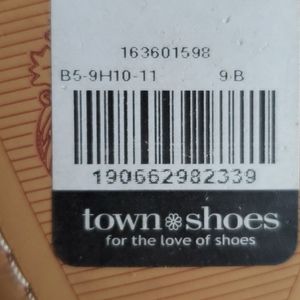 163601598
B5-9H10-11 9 B
190662982339
town shoes
for the love of shoes